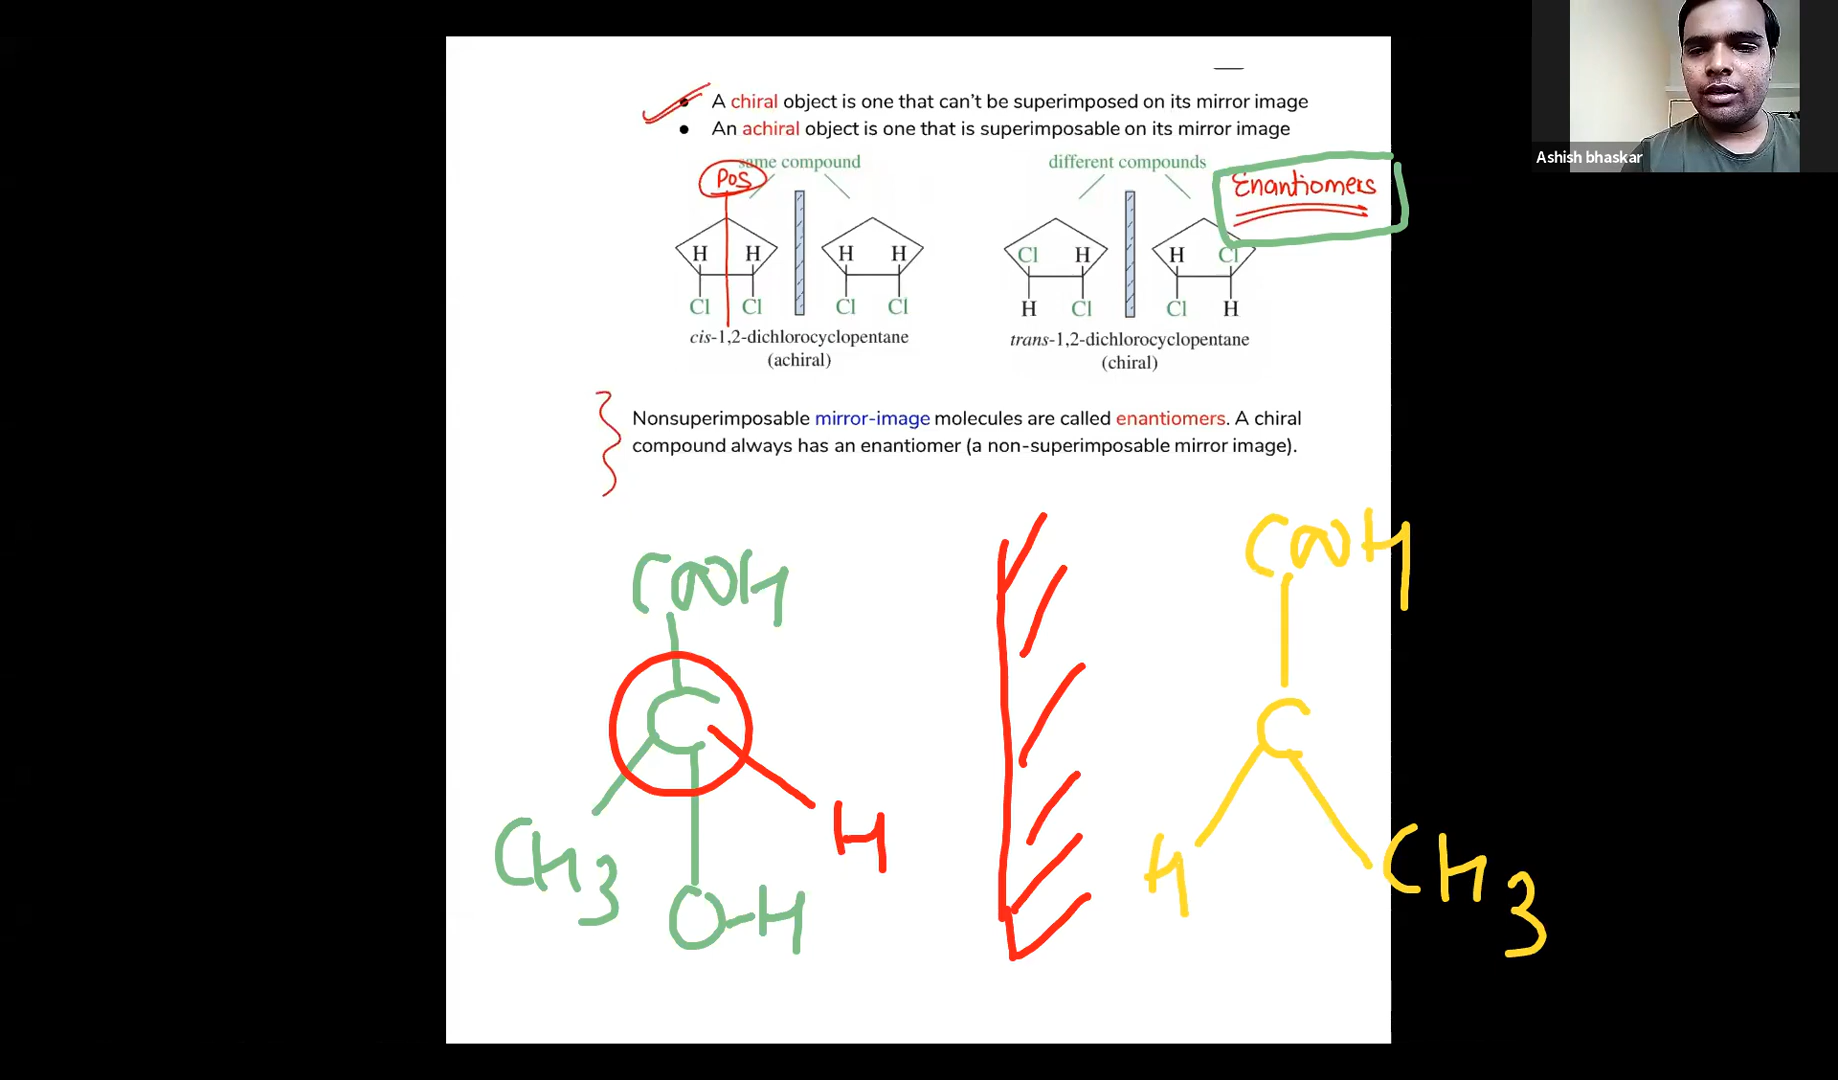 A chiral object is one that can't be superimposed on its mirror image
An achiral object is one that is superimposable on its mirror image
Ashish bhaskar
same compound
different compounds
Pos
Enantiomers
H H H H
Cl Cl Cl Cl
Cl H H Cl
H Cl Cl H
cis-1,2-dichlorocyclopentane
(achiral)
trans-1,2-dichlorocyclopentane
(chiral)
Nonsuperimposable mirror-image molecules are called enantiomers. A chiral
compound always has an enantiomer (a non-superimposable mirror image).
COOH
C
CH3
O-H
H
COOH
C
H
CH3